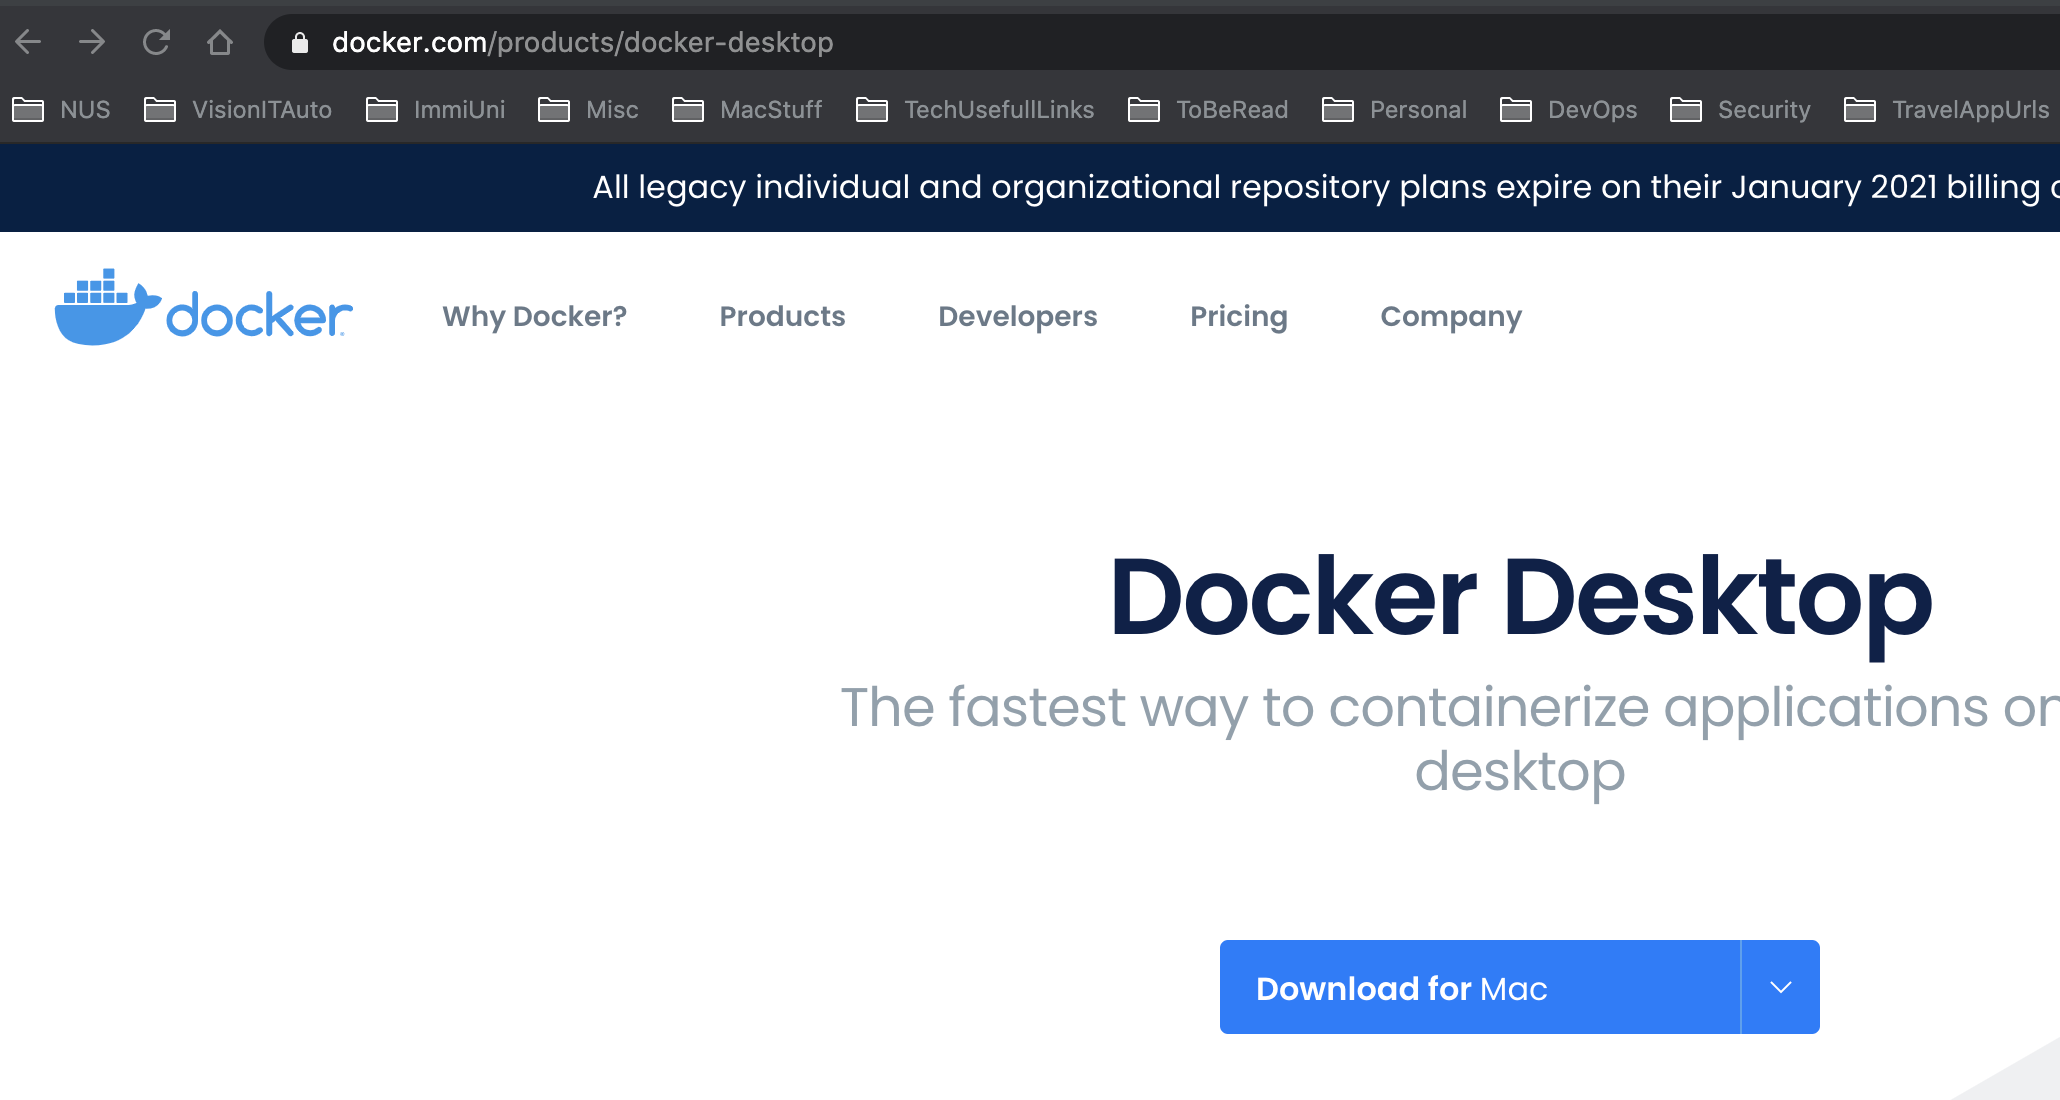 docker.com/products/docker-desktop
NUS VisionITAuto ImmiUni Misc MacStuff TechUsefullLinks ToBeRead Personal DevOps Security TravelAppUrls
All legacy individual and organizational repository plans expire on their January 2021 billing
docker
Why Docker? Products Developers Pricing Company
Docker Desktop
The fastest way to containerize applications on
desktop
Download for Mac